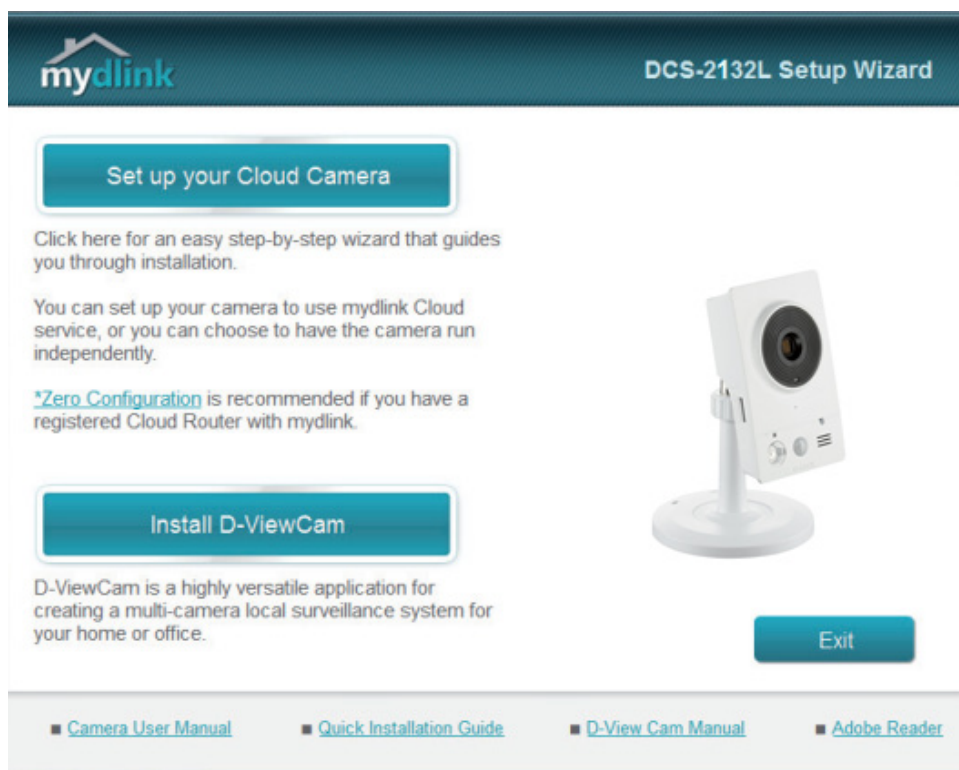 mydlink
DCS-2132L Setup Wizard
Set up your Cloud Camera
Click here for an easy step-by-step wizard that guides
you through installation.
You can set up your camera to use mydlink Cloud
service, or you can choose to have the camera run
independently.
*Zero Configuration is recommended if you have a
registered Cloud Router with mydlink.
Install D-ViewCam
D-ViewCam is a highly versatile application for
creating a multi-camera local surveillance system for
your home or office.
Exit
■ Camera User Manual ■ Quick Installation Guide ■ D-View Cam Manual ■ Adobe Reader